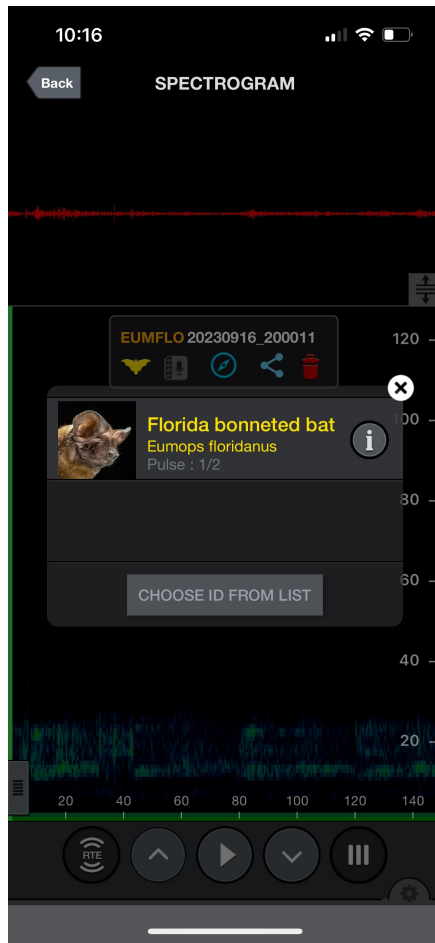 10:16
Back
SPECTROGRAM
EUMFLO 20230916_200011
120
100
Florida bonneted bat
Eumops floridanus
Pulse : 1/2
i
80
CHOOSE ID FROM LIST
60
40
20
20 40 60 80 100 120 140
RTE